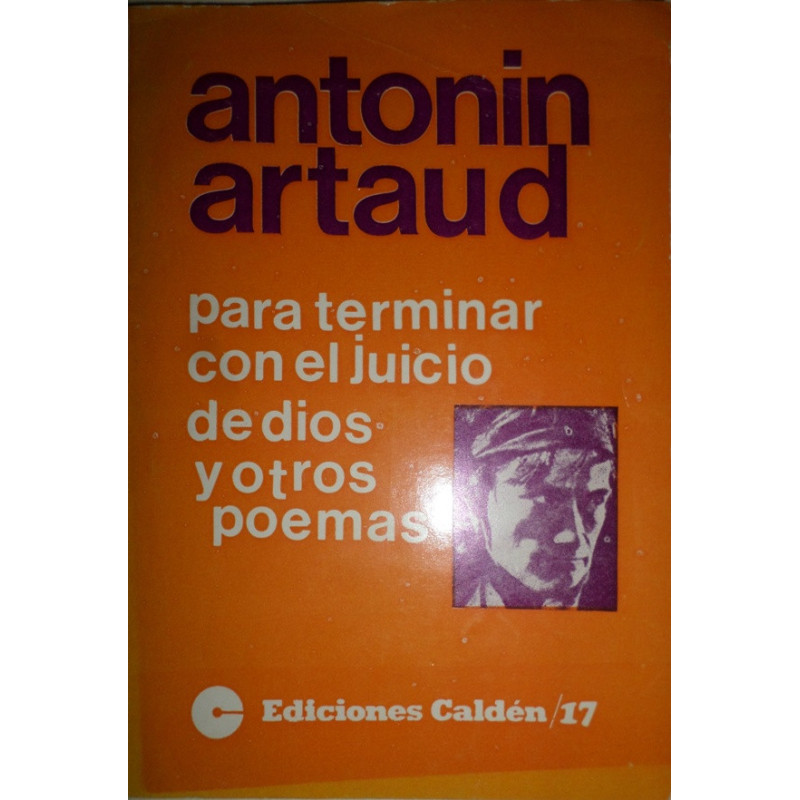 antonin
artaud
para terminar
con el juicio
de dios
y otros
poemas
Ediciones Caldén/17